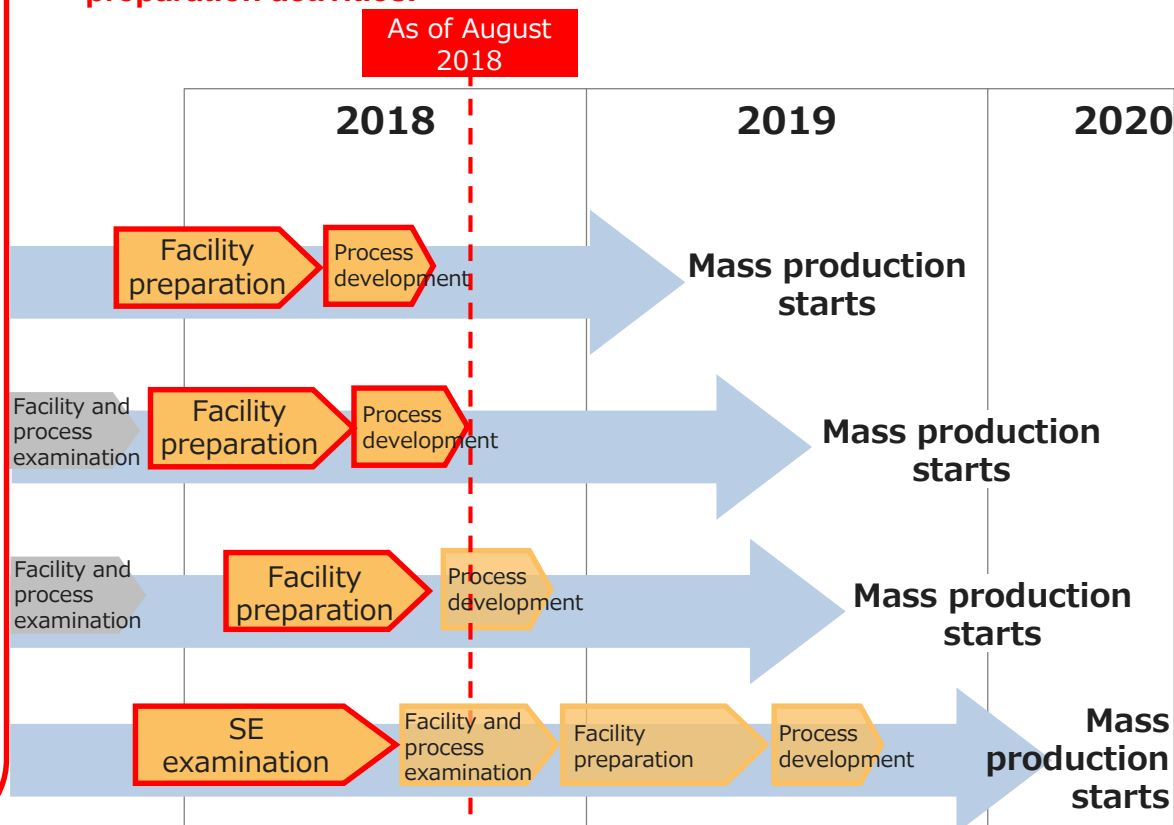 preparation activities.
As of August
2018
2018
2019
2020
Facility
preparation
Process
development
Mass production
starts
Facility and
process
examination
Facility
preparation
Process
development
Mass production
starts
Facility and
process
examination
Facility
preparation
Process
development
Mass production
starts
SE
examination
Facility and
process
examination
Facility
preparation
Process
development
Mass
production
starts